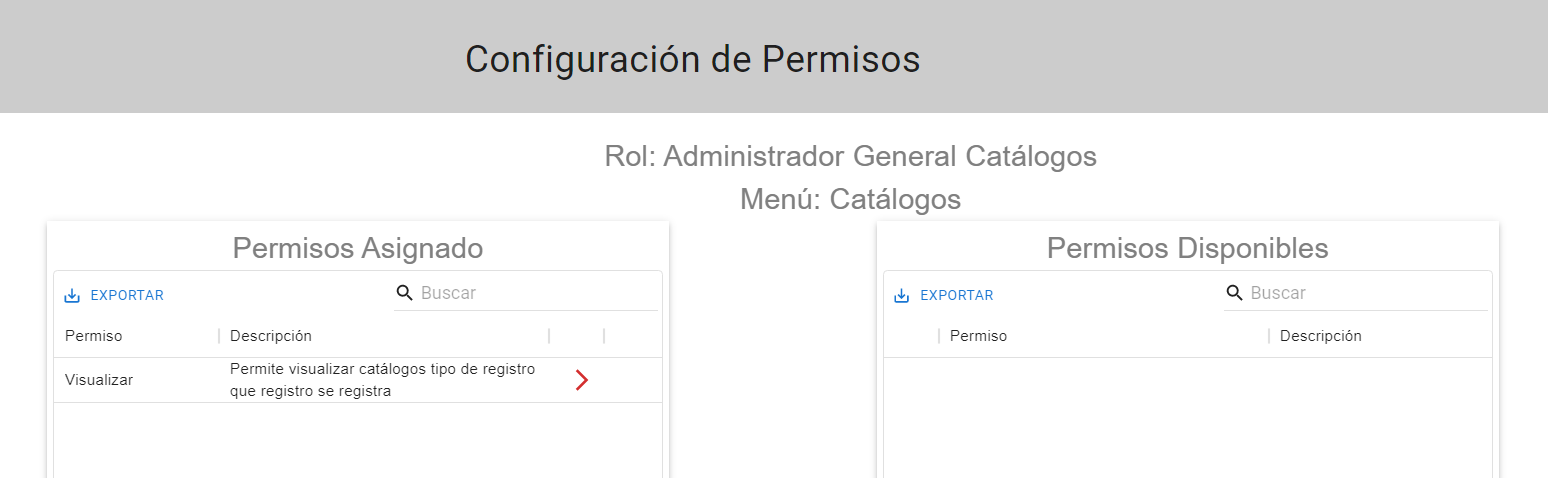 Configuración de Permisos
Rol: Administrador General Catálogos
Menú: Catálogos
Permisos Asignado
EXPORTAR
Buscar
Permiso
Descripción
Visualizar
Permite visualizar catálogos tipo de registro
que registro se registra
Permisos Disponibles
EXPORTAR
Buscar
Permiso
Descripción